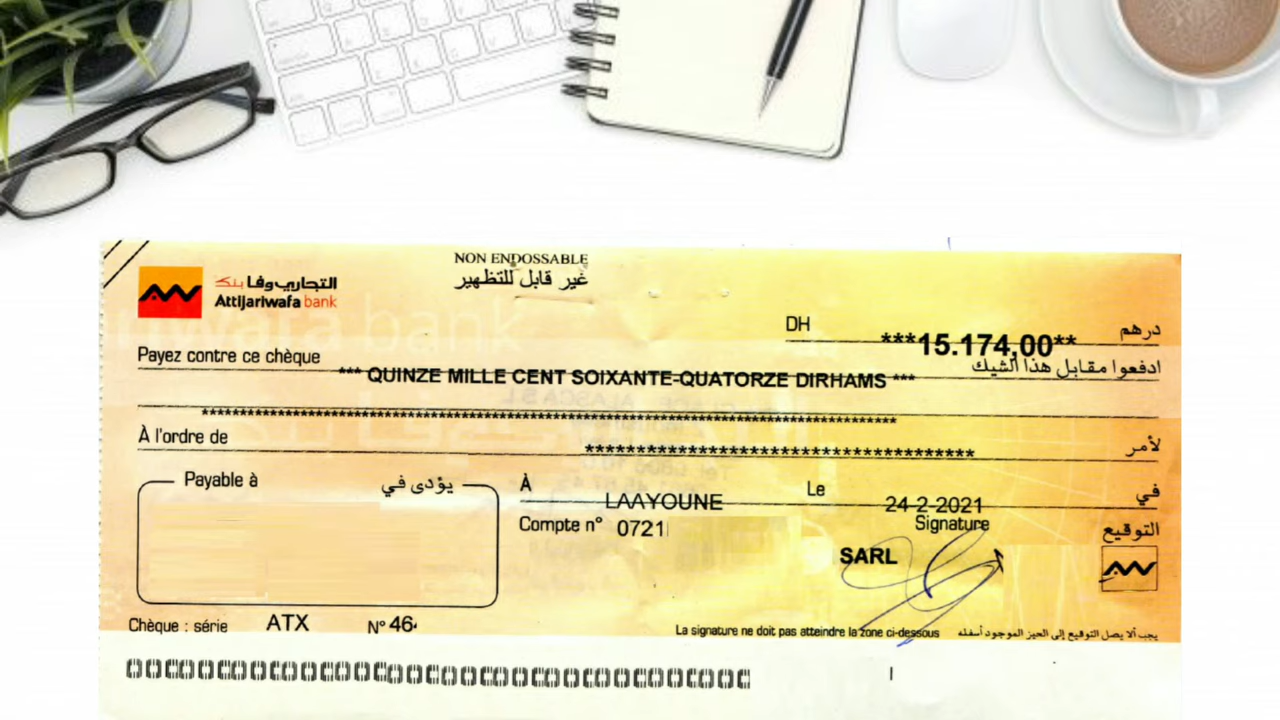 NON ENDOSSABLE
غير قابل للتظهير
التجاري وفا بنك
Attijariwafa bank
DH ***15.174,00** درهم
Payez contre ce chèque ادفعوا مقابل هذا الشيك
*** QUINZE MILLE CENT SOIXANTE-QUATORZE DIRHAMS ***
À l'ordre de لأمر
Payable à يؤدى في
À LAAYOUNE Le 24-2-2021 في
Compte n° 0721
Signature التوقيع
SARL
Chèque : série ATX N° 46
La signature ne doit pas atteindre la zone ci-dessous يجب ألا يصل التوقيع إلى الحيز الموجود أسفله